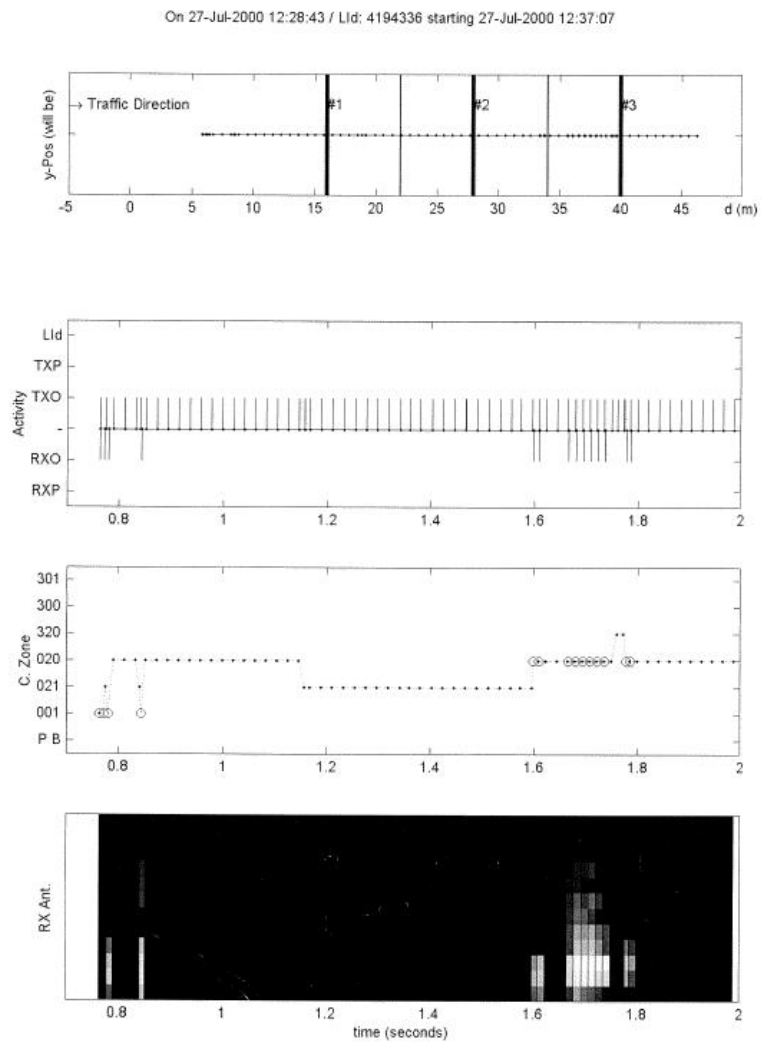 On 27-Jul-2000 12:28:43 / LId: 4194336 starting 27-Jul-2000 12:37:07
y-Pos (will be)
→ Traffic Direction
#1
#2
#3
-5 0 5 10 15 20 25 30 35 40 45 d (m)
Activity
LId
TXP
TXO
-
RXO
RXP
0.8 1 1.2 1.4 1.6 1.8 2
C. Zone
301
300
320
020
021
001
P B
0.8 1 1.2 1.4 1.6 1.8 2
RX Ant.
0.8 1 1.2 1.4 1.6 1.8 2
time (seconds)